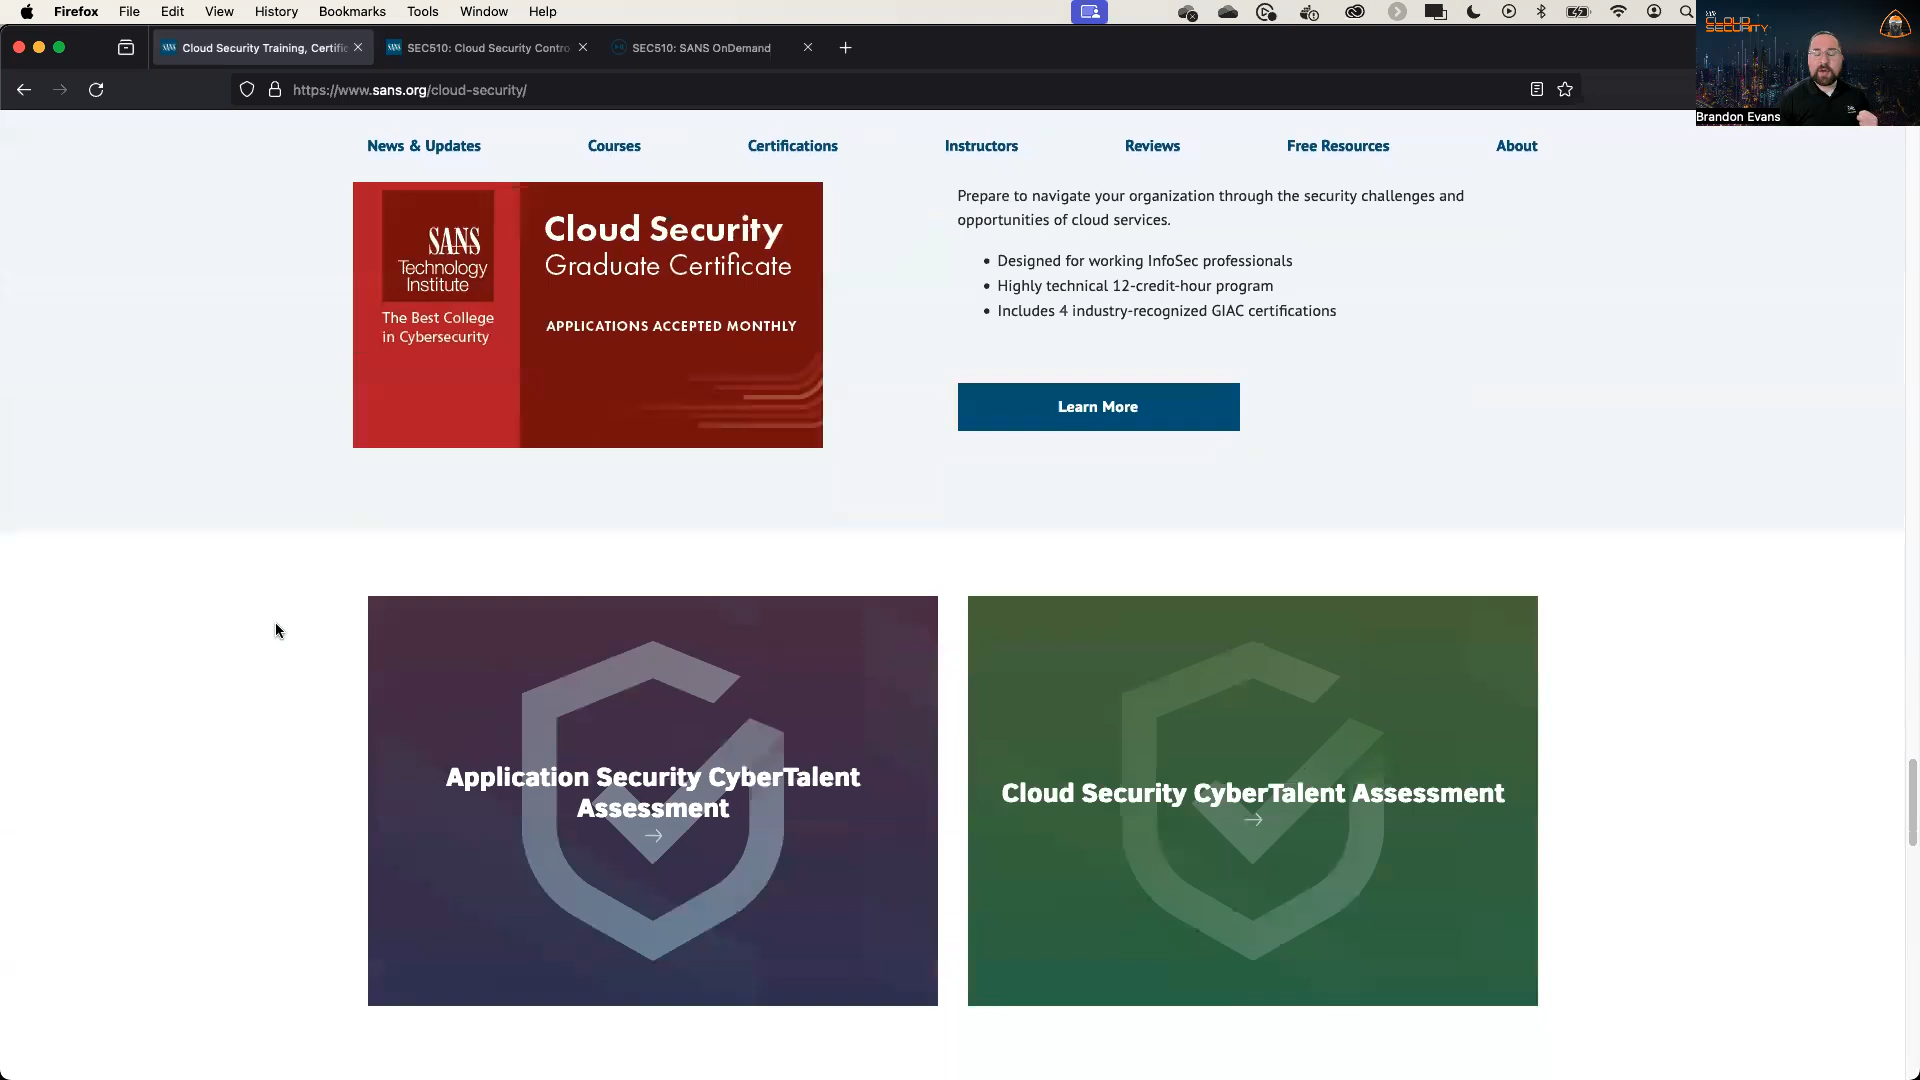 Firefox File Edit View History Bookmarks Tools Window Help
CLOUD
SECURITY
Cloud Security Training, Certific
SEC510: Cloud Security Contro
SEC510: SANS OnDemand
https://www.sans.org/cloud-security/
Brandon Evans
News & Updates Courses Certifications Instructors Reviews Free Resources About
SANS
Technology
Institute
The Best College
in Cybersecurity
Cloud Security
Graduate Certificate
APPLICATIONS ACCEPTED MONTHLY
Prepare to navigate your organization through the security challenges and
opportunities of cloud services.
Designed for working InfoSec professionals
Highly technical 12-credit-hour program
Includes 4 industry-recognized GIAC certifications
Learn More
Application Security CyberTalent
Assessment
Cloud Security CyberTalent Assessment